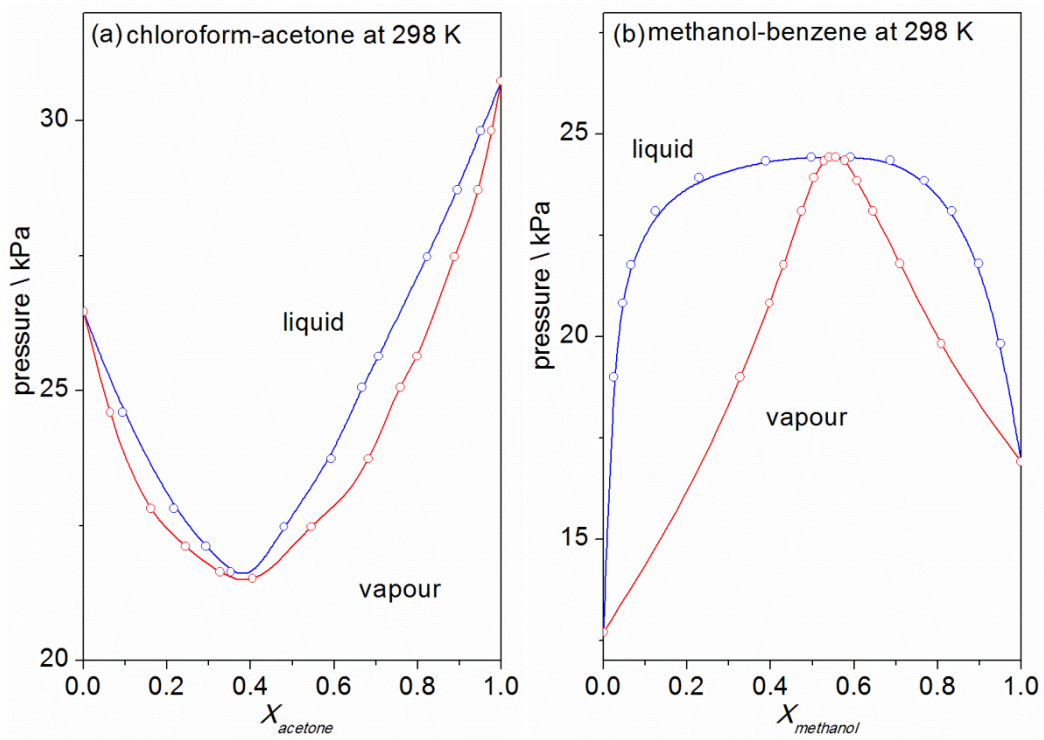 (a) chloroform-acetone at 298 K
30
25
20
pressure \ kPa
liquid
vapour
0.0 0.2 0.4 0.6 0.8 1.0
X acetone
(b) methanol-benzene at 298 K
25
20
15
pressure \ kPa
liquid
vapour
0.0 0.2 0.4 0.6 0.8 1.0
X methanol